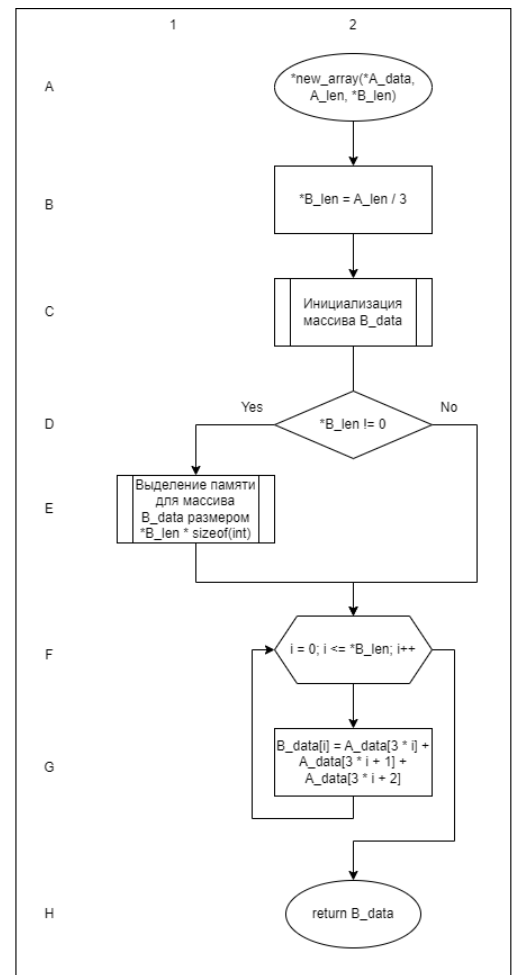 1
2
A
*new_array(*A_data,
A_len, *B_len)
B
*B_len = A_len / 3
C
Инициализация
массива B_data
D
Yes
*B_len != 0
No
E
Выделение памяти
для массива
B_data размером
*B_len * sizeof(int)
F
i = 0; i <= *B_len; i++
G
B_data[i] = A_data[3 * i] +
A_data[3 * i + 1] +
A_data[3 * i + 2]
H
return B_data